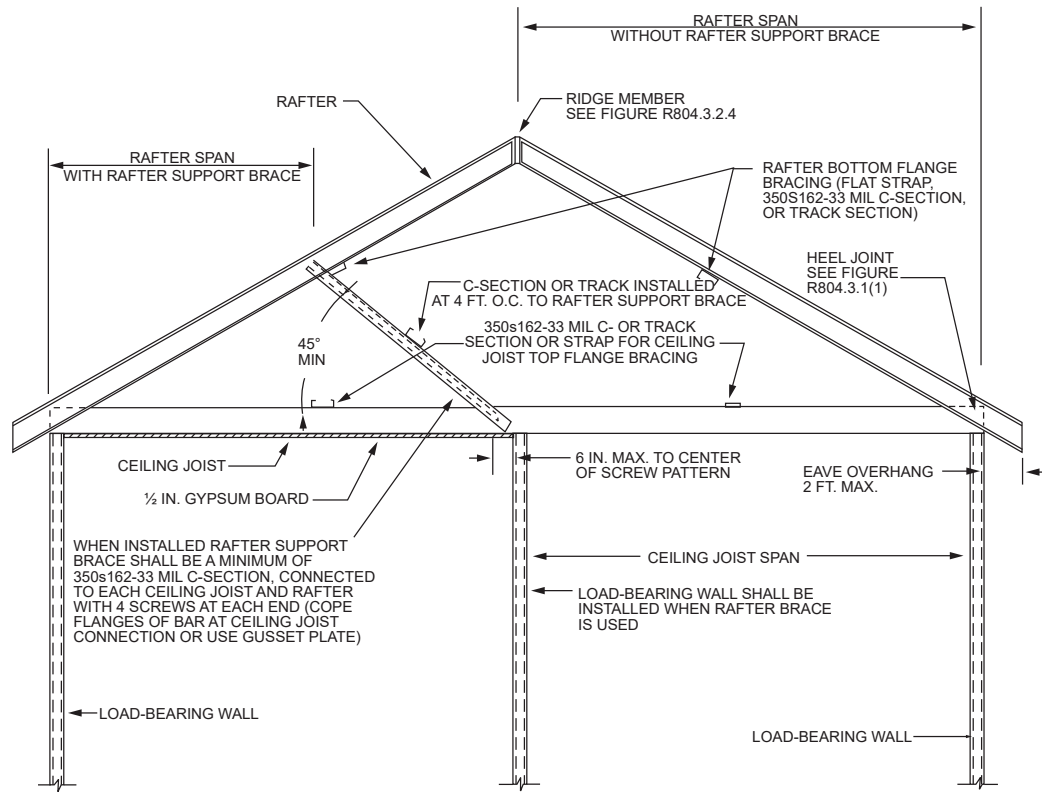 RAFTER SPAN
WITHOUT RAFTER SUPPORT BRACE
RAFTER
RIDGE MEMBER
SEE FIGURE R804.3.2.4
RAFTER SPAN
WITH RAFTER SUPPORT BRACE
RAFTER BOTTOM FLANGE
BRACING (FLAT STRAP,
350S162-33 MIL C-SECTION,
OR TRACK SECTION)
HEEL JOINT
SEE FIGURE
R804.3.1(1)
C-SECTION OR TRACK INSTALLED
AT 4 FT. O.C. TO RAFTER SUPPORT BRACE
350s162-33 MIL C- OR TRACK
SECTION OR STRAP FOR CEILING
JOIST TOP FLANGE BRACING
45°
MIN
CEILING JOIST
½ IN. GYPSUM BOARD
6 IN. MAX. TO CENTER
OF SCREW PATTERN
EAVE OVERHANG
2 FT. MAX.
WHEN INSTALLED RAFTER SUPPORT
BRACE SHALL BE A MINIMUM OF
350s162-33 MIL C-SECTION, CONNECTED
TO EACH CEILING JOIST AND RAFTER
WITH 4 SCREWS AT EACH END (COPE
FLANGES OF BAR AT CEILING JOIST
CONNECTION OR USE GUSSET PLATE)
CEILING JOIST SPAN
LOAD-BEARING WALL SHALL BE
INSTALLED WHEN RAFTER BRACE
IS USED
LOAD-BEARING WALL
LOAD-BEARING WALL